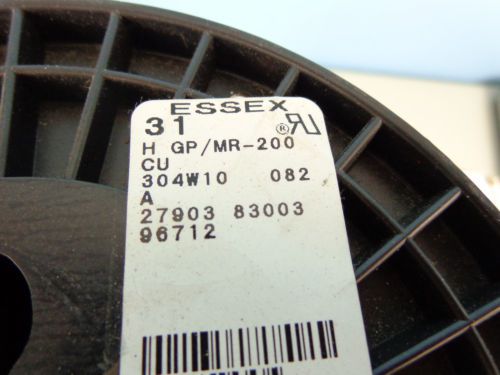 ESSEX
31 ®
H GP/MR-200
CU
304W10 082
A
27903 83003
96712